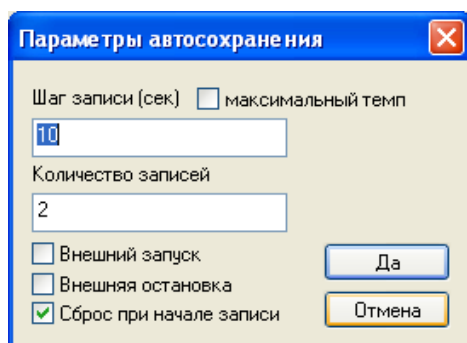 Параметры автосохранения
Шаг записи (сек) максимальный темп
10
Количество записей
2
Внешний запуск
Да
Внешняя остановка
Сброс при начале записи
Отмена